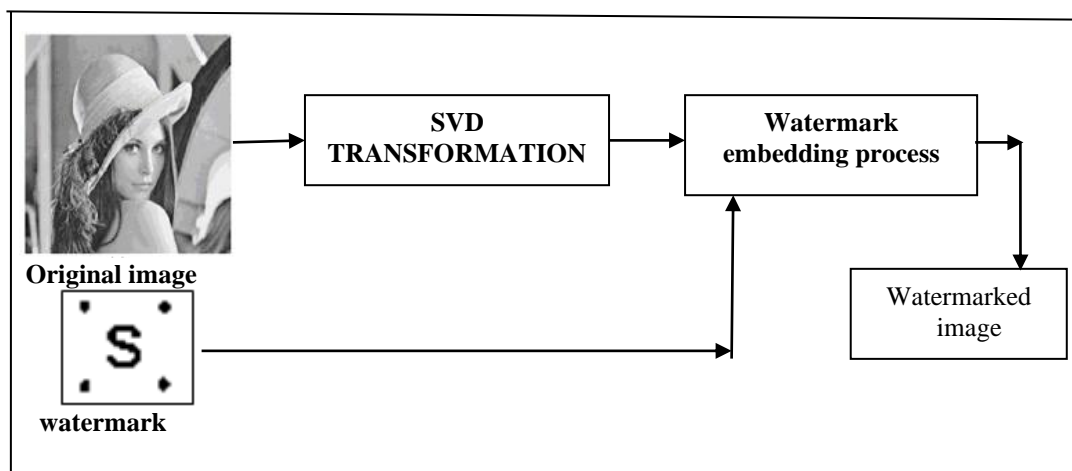 SVD
TRANSFORMATION
Watermark
embedding process
Original image
Watermarked
image
S
watermark